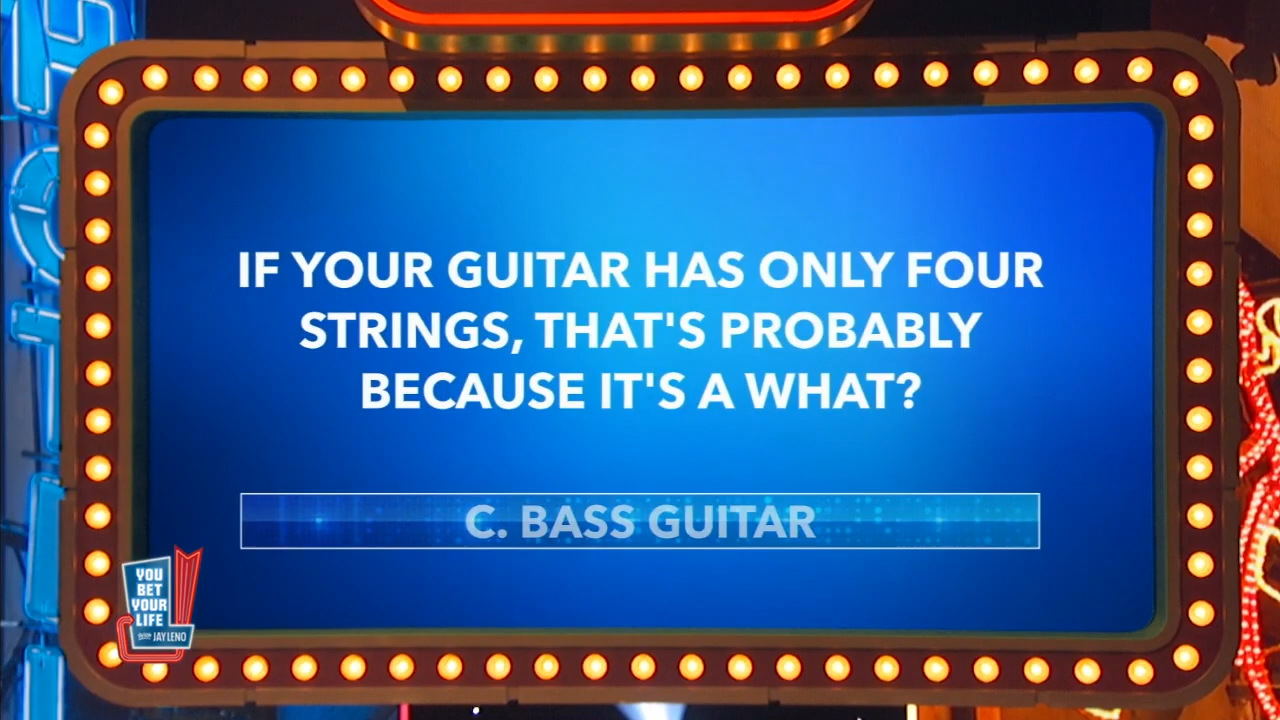 IF YOUR GUITAR HAS ONLY FOUR
STRINGS, THAT'S PROBABLY
BECAUSE IT'S A WHAT?
C. BASS GUITAR
YOU
BET
YOUR
LIFE
JAY LENO